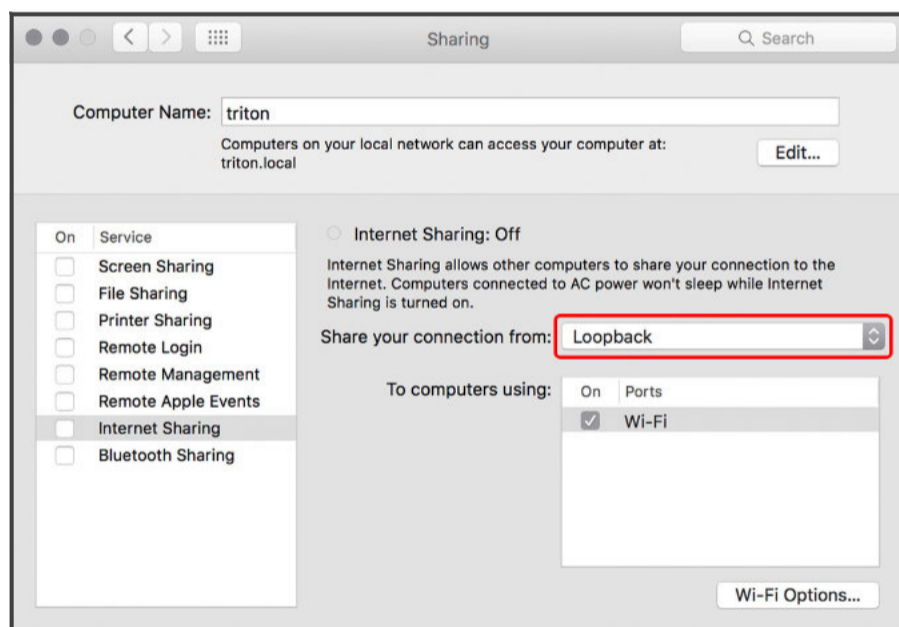 Sharing
Search
Computer Name: triton
Computers on your local network can access your computer at:
triton.local
Edit...
On Service
Screen Sharing
File Sharing
Printer Sharing
Remote Login
Remote Management
Remote Apple Events
Internet Sharing
Bluetooth Sharing
Internet Sharing: Off
Internet Sharing allows other computers to share your connection to the
Internet. Computers connected to AC power won't sleep while Internet
Sharing is turned on.
Share your connection from: Loopback
To computers using:
On Ports
Wi-Fi
Wi-Fi Options...